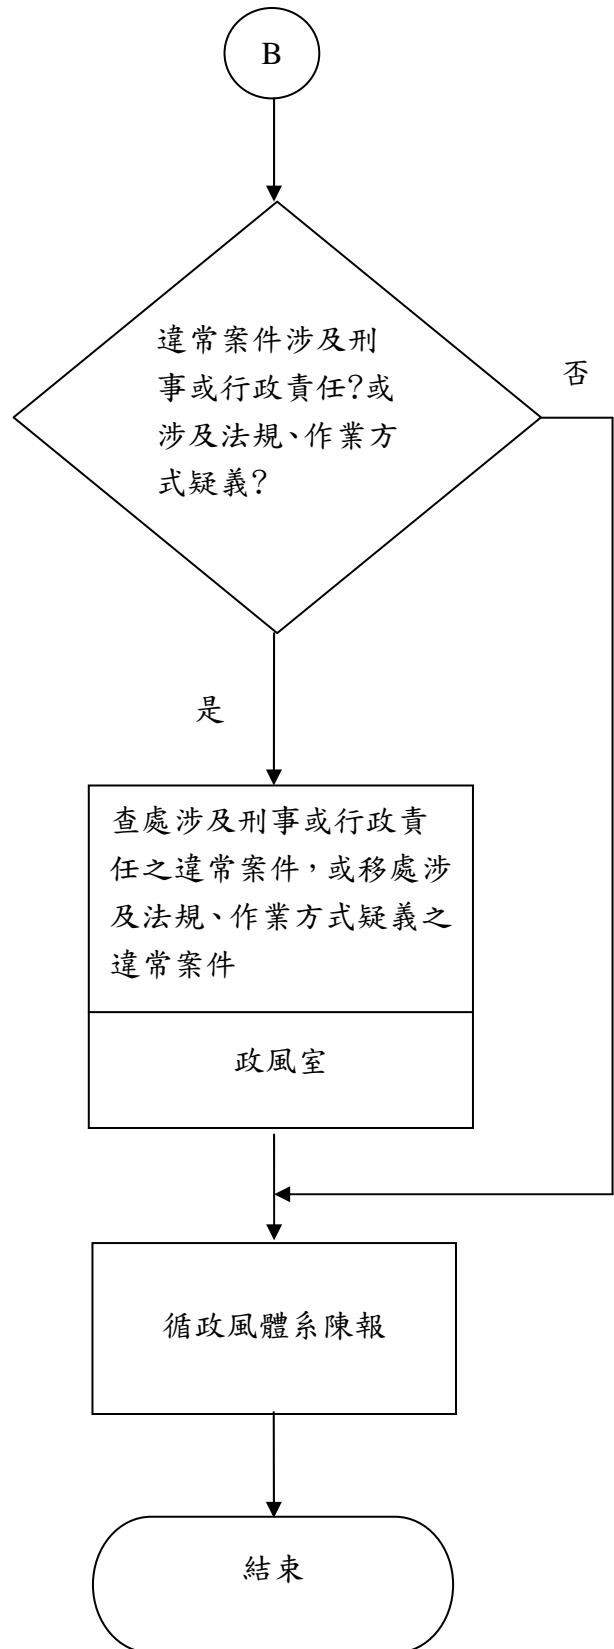 B
違常案件涉及刑
事或行政責任?或
涉及法規、作業方
式疑義?
否
是
查處涉及刑事或行政責
任之違常案件，或移處涉
及法規、作業方式疑義之
違常案件
政風室
循政風體系陳報
結束